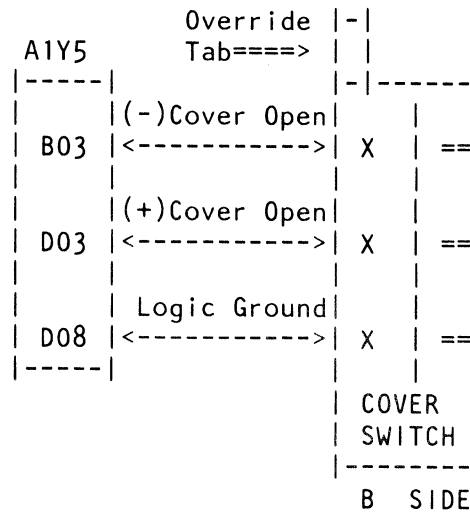 Override |-|
A1Y5 Tab====> | |
|-----| |-|------
| |(-)Cover Open| |
| B03 |<----------->| X | ==
| | | |
| |(+)Cover Open| |
| D03 |<----------->| X | ==
| | | |
| | Logic Ground| |
| D08 |<----------->| X | ==
|-----| | |
| COVER
| SWITCH
|--------
B SIDE